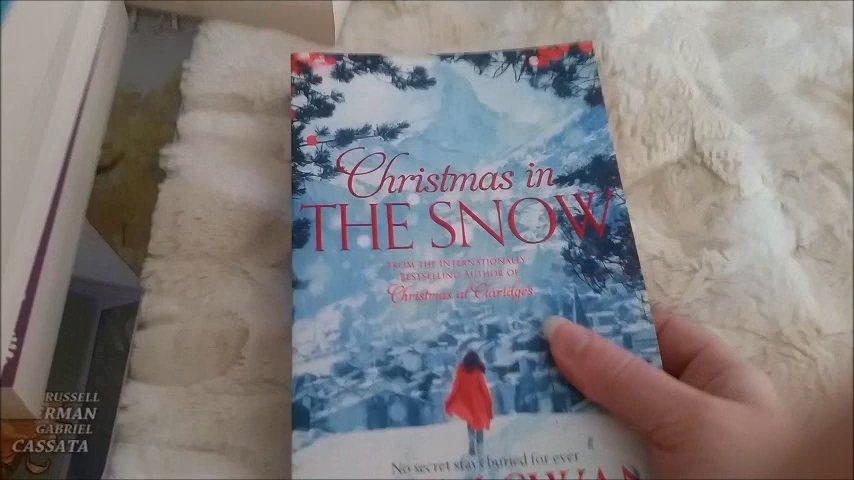 Christmas in
THE SNOW
FROM THE INTERNATIONALLY
BESTSELLING AUTHOR OF
Christmas at Claridges
No secret stays buried for ever
RUSSELL
GABRIEL
CASSATA